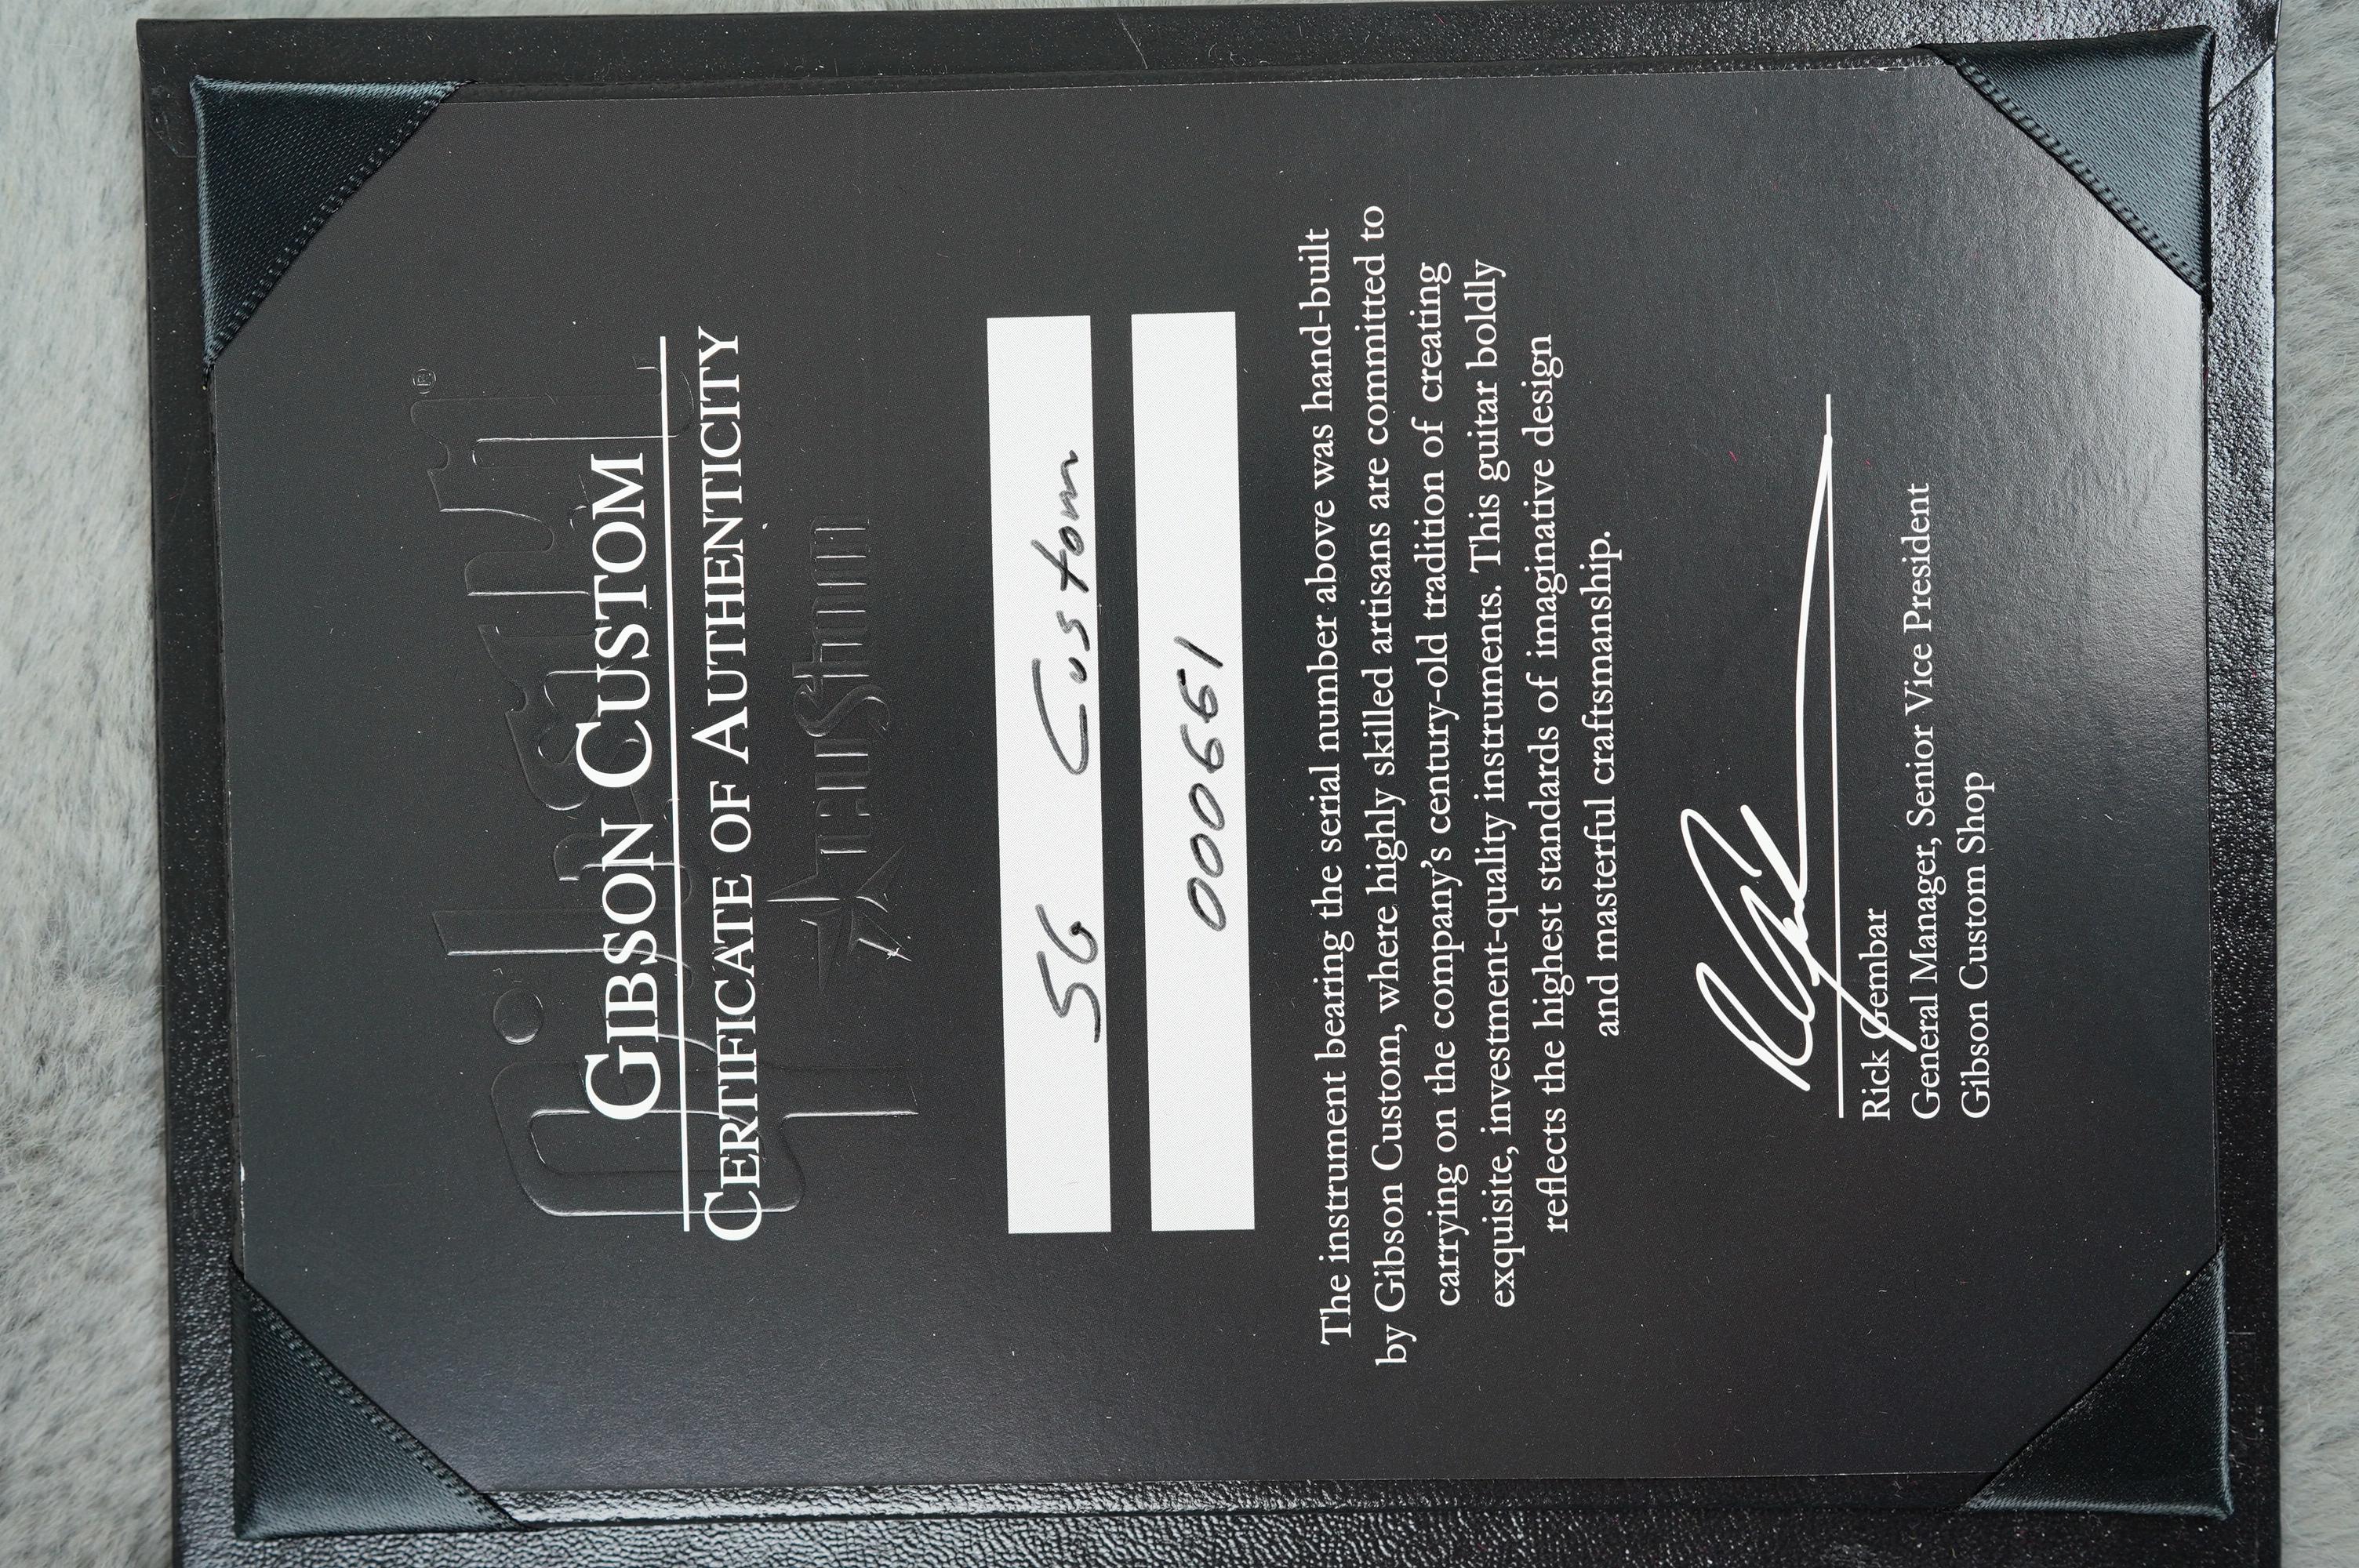 GIBSON CUSTOM
CERTIFICATE OF AUTHENTICITY
SG Custom
000661
The instrument bearing the serial number above was hand-built
by Gibson Custom, where highly skilled artisans are committed to
carrying on the company's century-old tradition of creating
exquisite, investment-quality instruments. This guitar boldly
reflects the highest standards of imaginative design
and masterful craftsmanship.
Rick Gembar
General Manager, Senior Vice President
Gibson Custom Shop